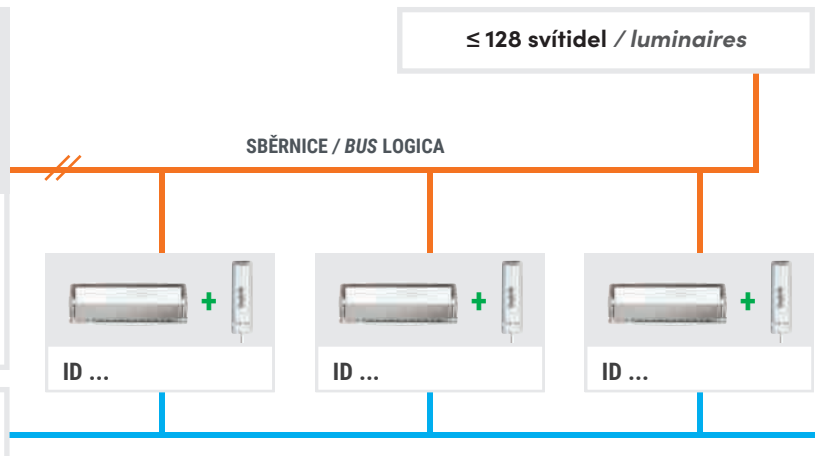 ≤ 128 svítidel / luminaires
SBĚRNICE / BUS LOGICA
ID ...
ID ...
ID ...